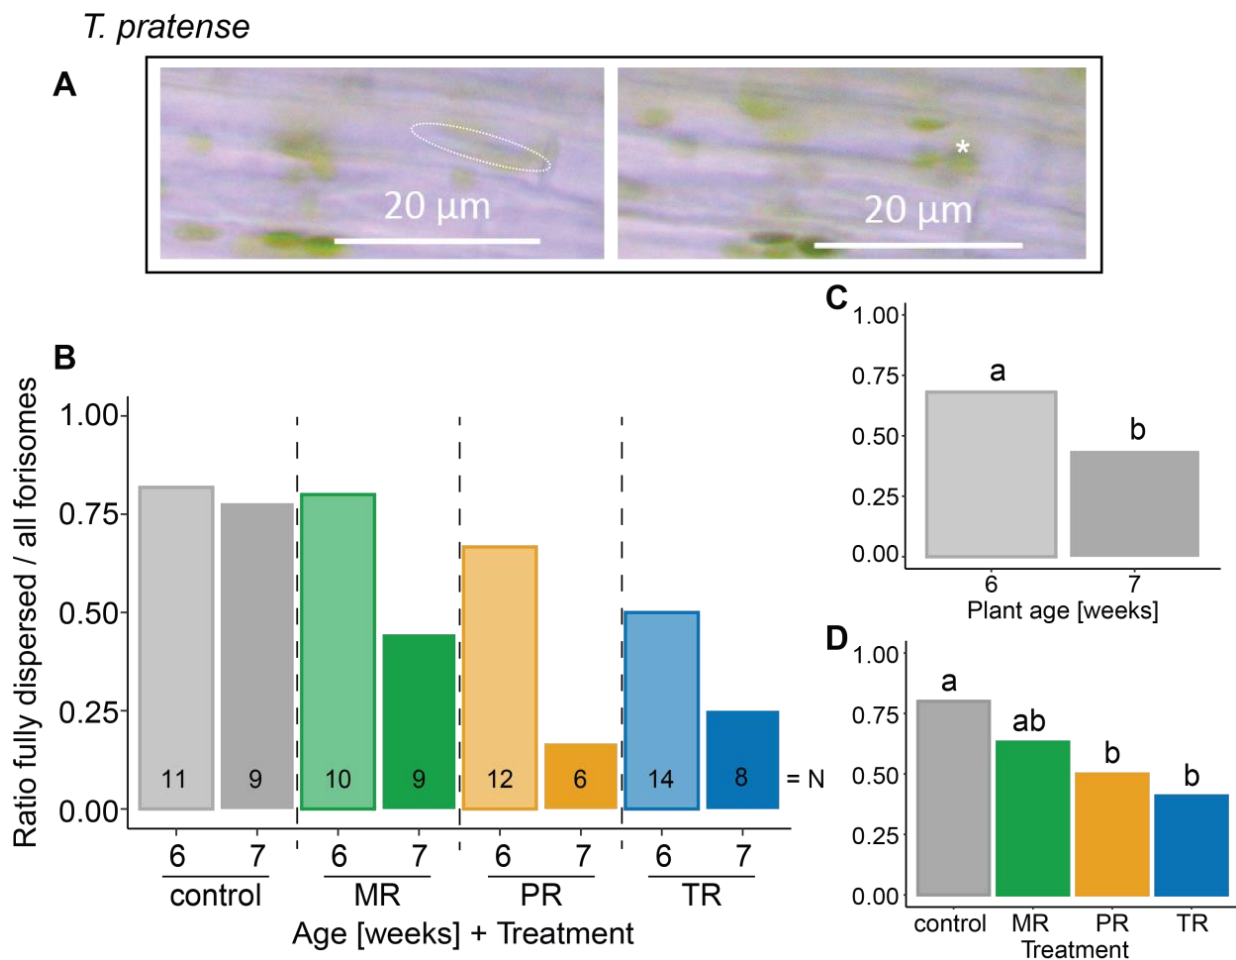 T. pratense
A
20 µm
20 µm
*
B
Ratio fully dispersed / all forisomes
1.00
0.75
0.50
0.25
0.00
11 9 10 9 12 6 14 8 = N
6 7 6 7 6 7 6 7
control MR PR TR
Age [weeks] + Treatment
C
1.00
0.75
0.50
0.25
0.00
a
b
6 7
Plant age [weeks]
D
1.00
0.75
0.50
0.25
0.00
a
ab
b
b
control MR PR TR
Treatment